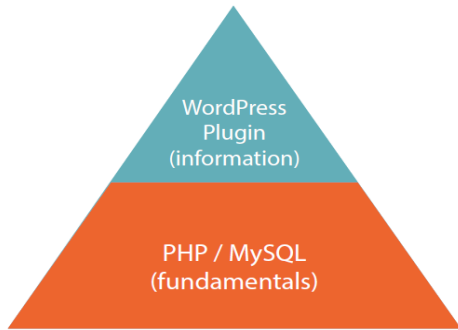 WordPress
Plugin
(information)
PHP / MySQL
(fundamentals)